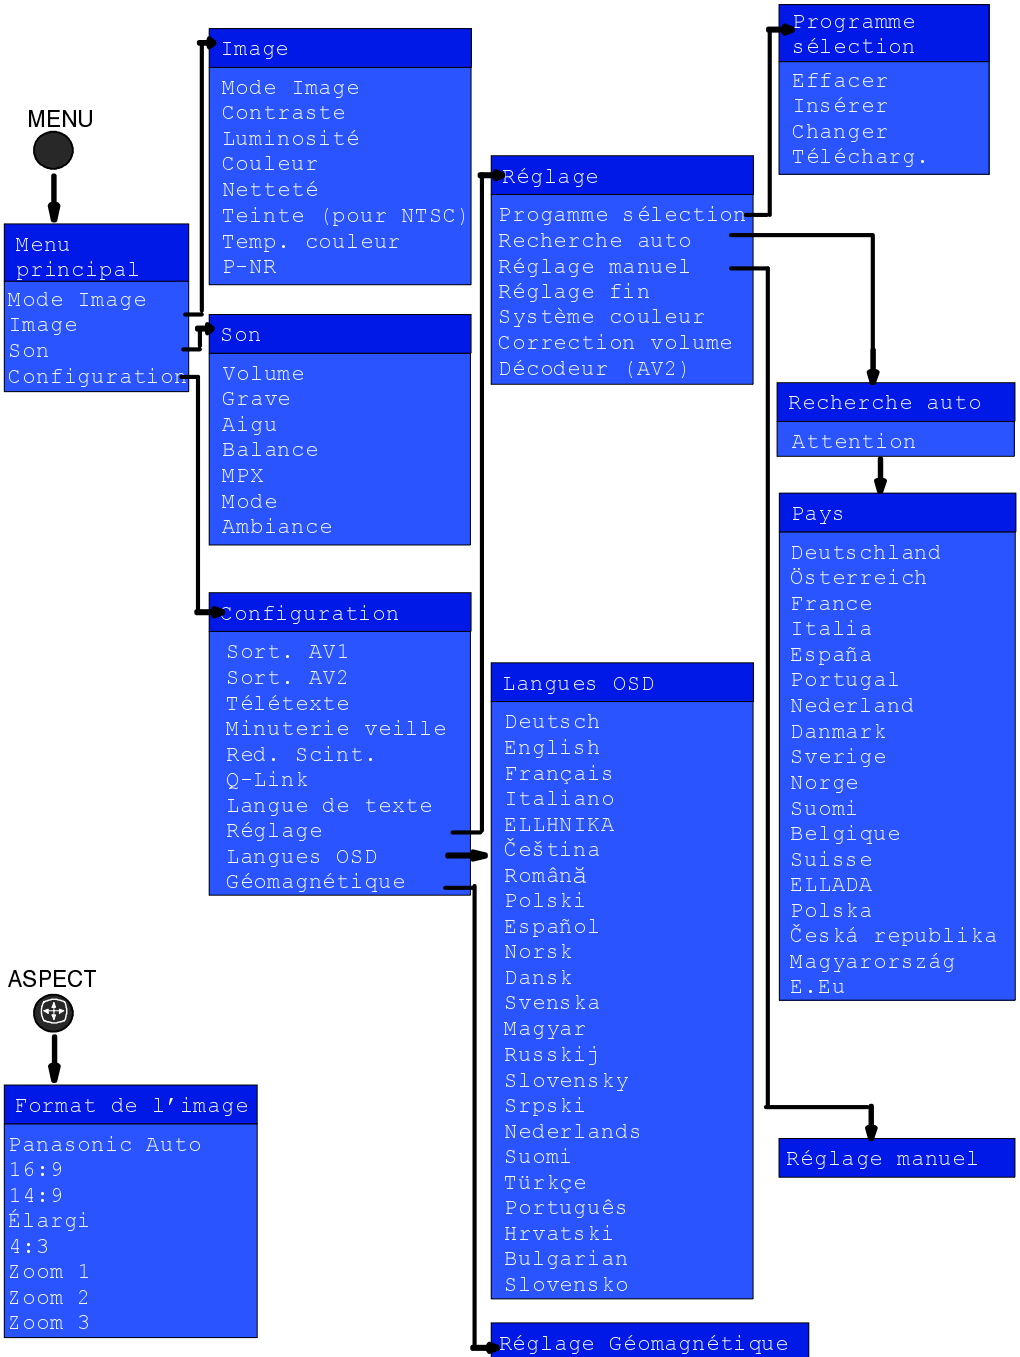 MENU
Menu
principal
Mode Image
Image
Son
Configuration
Image
Mode Image
Contraste
Luminosité
Couleur
Netteté
Teinte (pour NTSC)
Temp. couleur
P-NR
Son
Volume
Grave
Aigu
Balance
MPX
Mode
Ambiance
Configuration
Sort. AV1
Sort. AV2
Télétexte
Minuterie veille
Red. Scint.
Q-Link
Langue de texte
Réglage
Langues OSD
Géomagnétique
Réglage
Progamme sélection
Recherche auto
Réglage manuel
Réglage fin
Système couleur
Correction volume
Décodeur (AV2)
Programme
sélection
Effacer
Insérer
Changer
Télécharg.
Recherche auto
Attention
Pays
Deutschland
Österreich
France
Italia
España
Portugal
Nederland
Danmark
Sverige
Norge
Suomi
Belgique
Suisse
ELLADA
Polska
Česká republika
Magyarország
E.Eu
Langues OSD
Deutsch
English
Français
Italiano
ELLHNIKA
Čeština
Română
Polski
Español
Norsk
Dansk
Svenska
Magyar
Russkij
Slovensky
Srpski
Nederlands
Suomi
Türkçe
Português
Hrvatski
Bulgarian
Slovensko
Réglage manuel
Réglage Géomagnétique
ASPECT
Format de l’image
Panasonic Auto
16:9
14:9
Élargi
4:3
Zoom 1
Zoom 2
Zoom 3